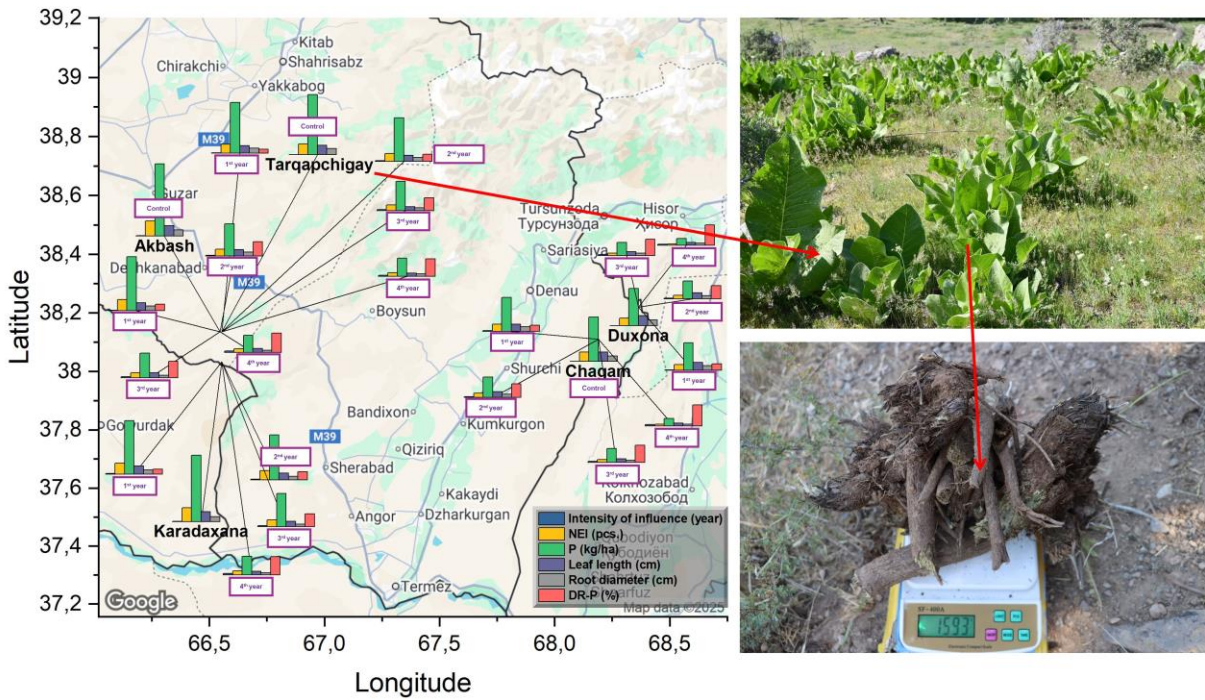 39,2
39
38,8
38,6
38,4
38,2
38
37,8
37,6
37,4
37,2
Latitude
66,5
67,0
67,5
68,0
68,5
Longitude
Kitab
Chirakchi
Shahrisabz
Yakkabog
M39
Control
1st year
Tarqapchigay
2nd year
Guzar
3rd year
Control
Akbash
2nd year
Tursunzoda
Турсунзода
Hisor
Ҳисор
Sariasiya
3rd year
4th year
M39
4th year
Denau
2nd year
1st year
Boysun
Duxona
1st year
4th year
Shurchi
Chaqam
1st year
3rd year
Control
2nd year
Bandixon
Kumkurgon
4th year
M39
Qiziriq
2nd year
Sherabad
3rd year
1st year
Колхозобод
Kakaydi
Karadaxana
3rd year
Angor
Dzharkurgan
4th year
Termez
Intensity of influence (year)
NEI (pcs.)
P (kg/ha)
Leaf length (cm)
Root diameter (cm)
DR-P (%)
Google
Map data ©2025
SF-400A
1593